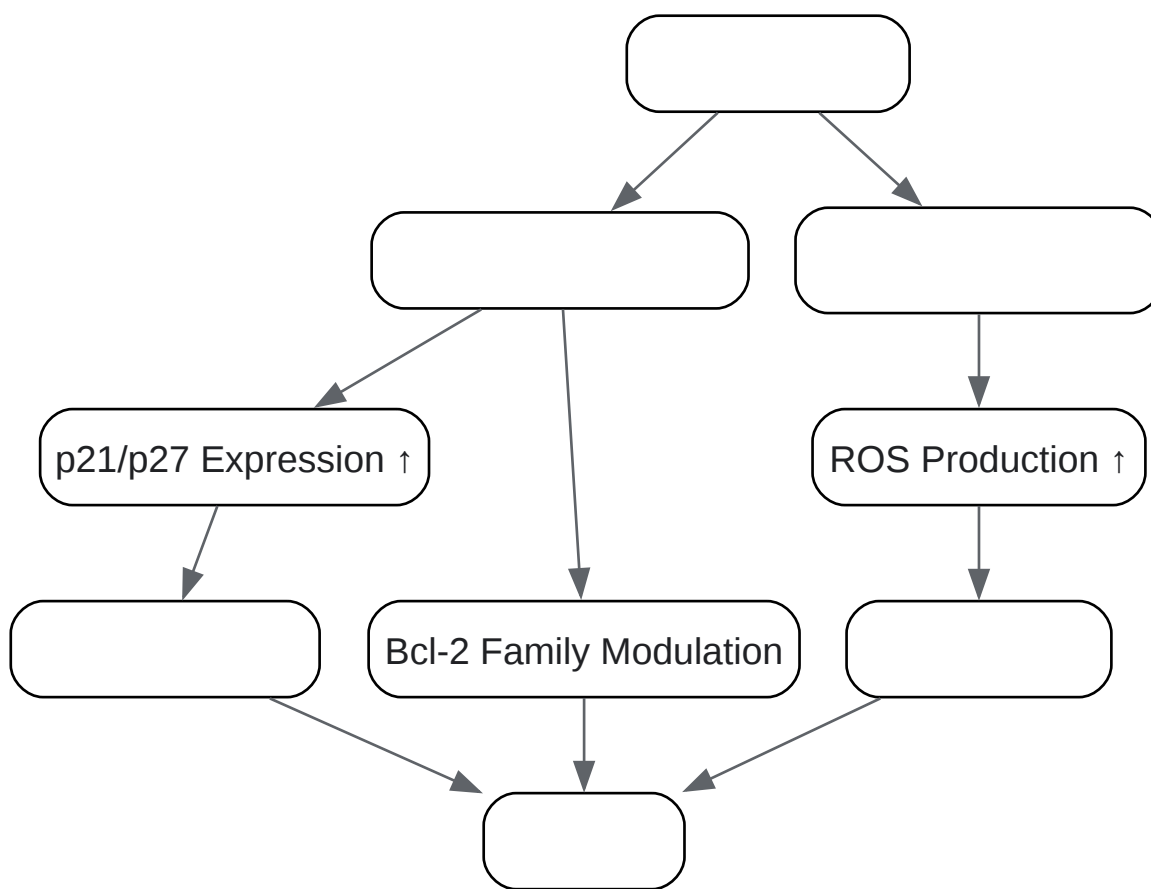 p21/p27 Expression ↑
ROS Production ↑
Bcl-2 Family Modulation